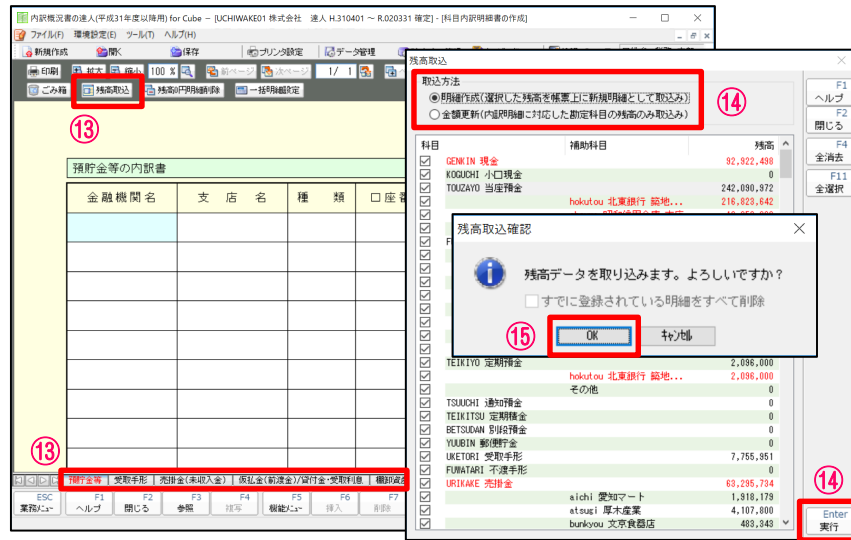 内訳概況書の達人(平成31年度以降用) for Cube - [UCHIWAKE01 株式会社 達人 H.310401 ～ R.020331 確定] - [科目内訳明細書の作成]
ファイル(F) 環境設定(E) ツール(T) ヘルプ(H)
新規作成 開く 保存 プリンタ設定 データ管理
印刷 拡大 縮小 100 % 前ページ 次ページ 1/ 1
ごみ箱 残高取込 残高0円明細削除 一括明細設定
⑬
預貯金等の内訳書
金融機関名 支店名 種類 口座番
⑬
預貯金等 受取手形 売掛金(未収入金) 仮払金(前渡金)/貸付金･受取利息 棚卸資産
ESC F1 F2 F3 F4 F5 F6 F7
業務ﾒﾆｭｰ ヘルプ 閉じる 参照 複写 機能ﾒﾆｭｰ 挿入 削除
残高取込
取込方法
明細作成(選択した残高を帳票上に新規明細として取込み)
金額更新(内訳明細に対応した勘定科目の残高のみ取込み)
⑭
F1
ヘルプ
F2
閉じる
F4
全消去
F11
全選択
科目 補助科目 残高
GENKIN 現金 92,922,498
KOGUCHI 小口現金 0
TOUZAYO 当座預金 242,090,972
hokutou 北東銀行 築地... 216,823,642
残高取込確認
残高データを取り込みます。よろしいですか？
すでに登録されている明細をすべて削除
⑮
OK ｷｬﾝｾﾙ
TEIKIYO 定期預金 2,096,000
hokutou 北東銀行 築地... 2,096,000
その他 0
TSUUCHI 通知預金 0
TEIKITSU 定期積金 0
BETSUDAN 別段預金 0
YUUBIN 郵便貯金 0
UKETORI 受取手形 7,755,951
FUWATARI 不渡手形 0
URIKAKE 売掛金 63,295,734
aichi 愛知マート 1,918,179
atsugi 厚木産業 4,107,800
bunkyou 文京食器店 483,343
⑭
Enter
実行